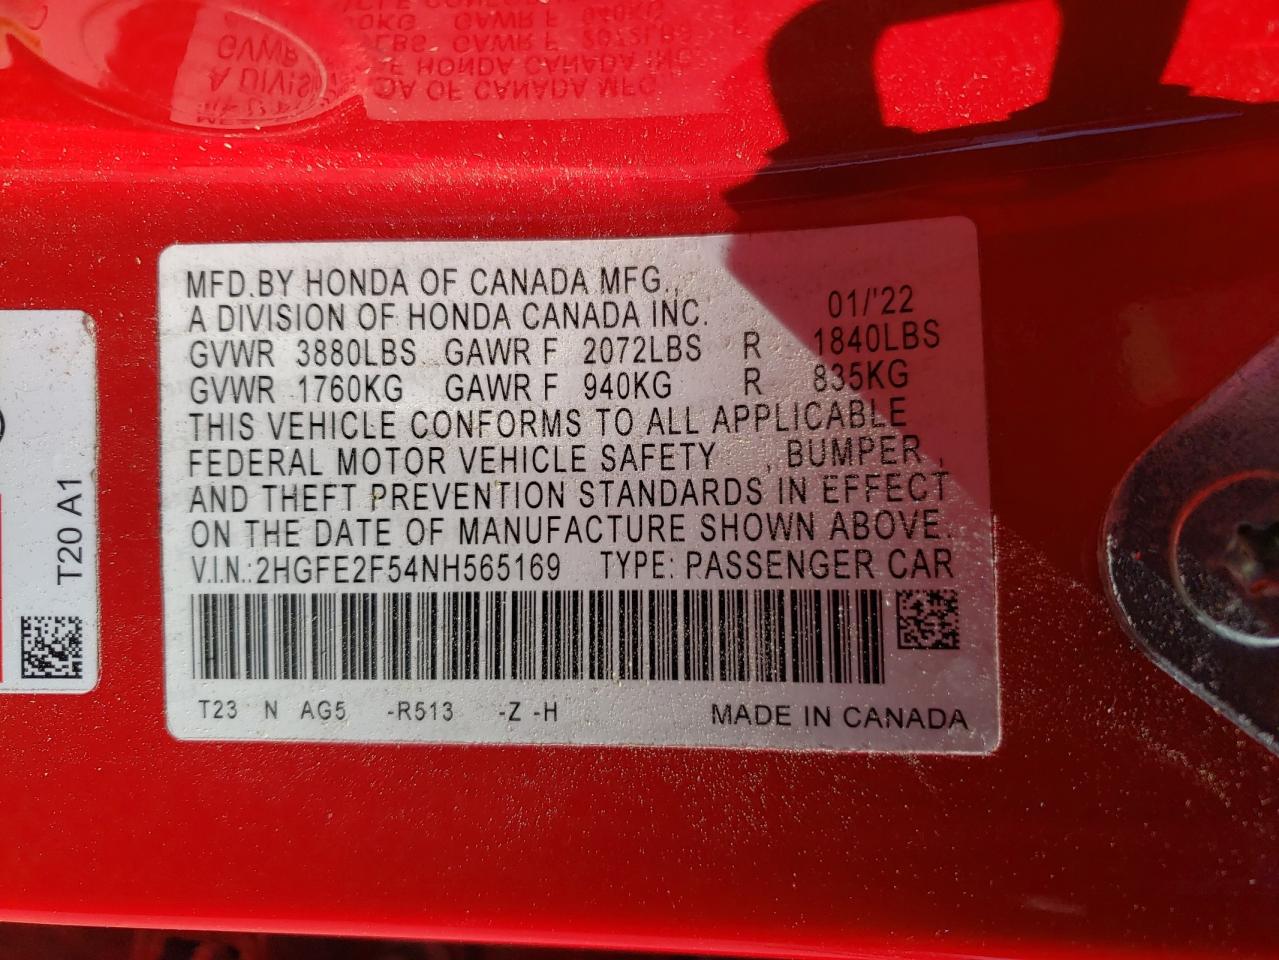 MFD.BY HONDA OF CANADA MFG.,
A DIVISION OF HONDA CANADA INC. 01/'22
GVWR 3880LBS GAWR F 2072LBS R 1840LBS
GVWR 1760KG GAWR F 940KG R 835KG
THIS VEHICLE CONFORMS TO ALL APPLICABLE
FEDERAL MOTOR VEHICLE SAFETY , BUMPER ,
AND THEFT PREVENTION STANDARDS IN EFFECT
ON THE DATE OF MANUFACTURE SHOWN ABOVE.
V.I.N.:2HGFE2F54NH565169 TYPE: PASSENGER CAR
T23 N AG5 -R513 -Z -H MADE IN CANADA
T20 A1